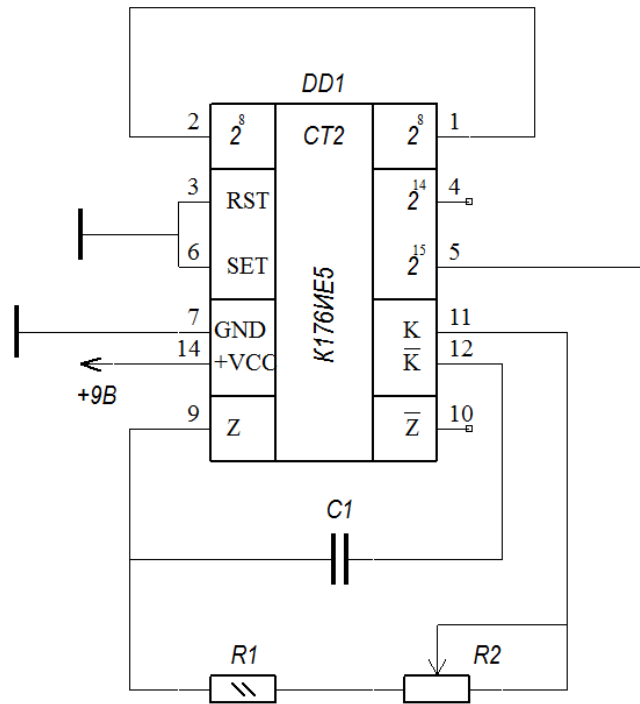 DD1
2 2⁸ CT2 2⁸ 1
3 RST 2¹⁴ 4
6 SET 2¹⁵ 5
К176ИЕ5
7 GND K 11
14 +VCC K̅ 12
+9В
9 Z Z̅ 10
C1
R1 R2